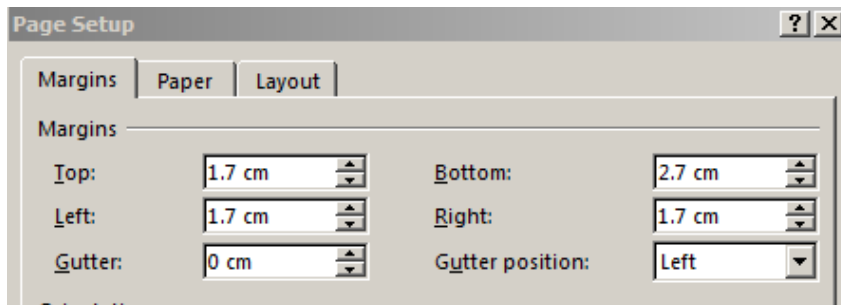 Page Setup ? X
Margins Paper Layout
Margins
Top: 1.7 cm Bottom: 2.7 cm
Left: 1.7 cm Right: 1.7 cm
Gutter: 0 cm Gutter position: Left